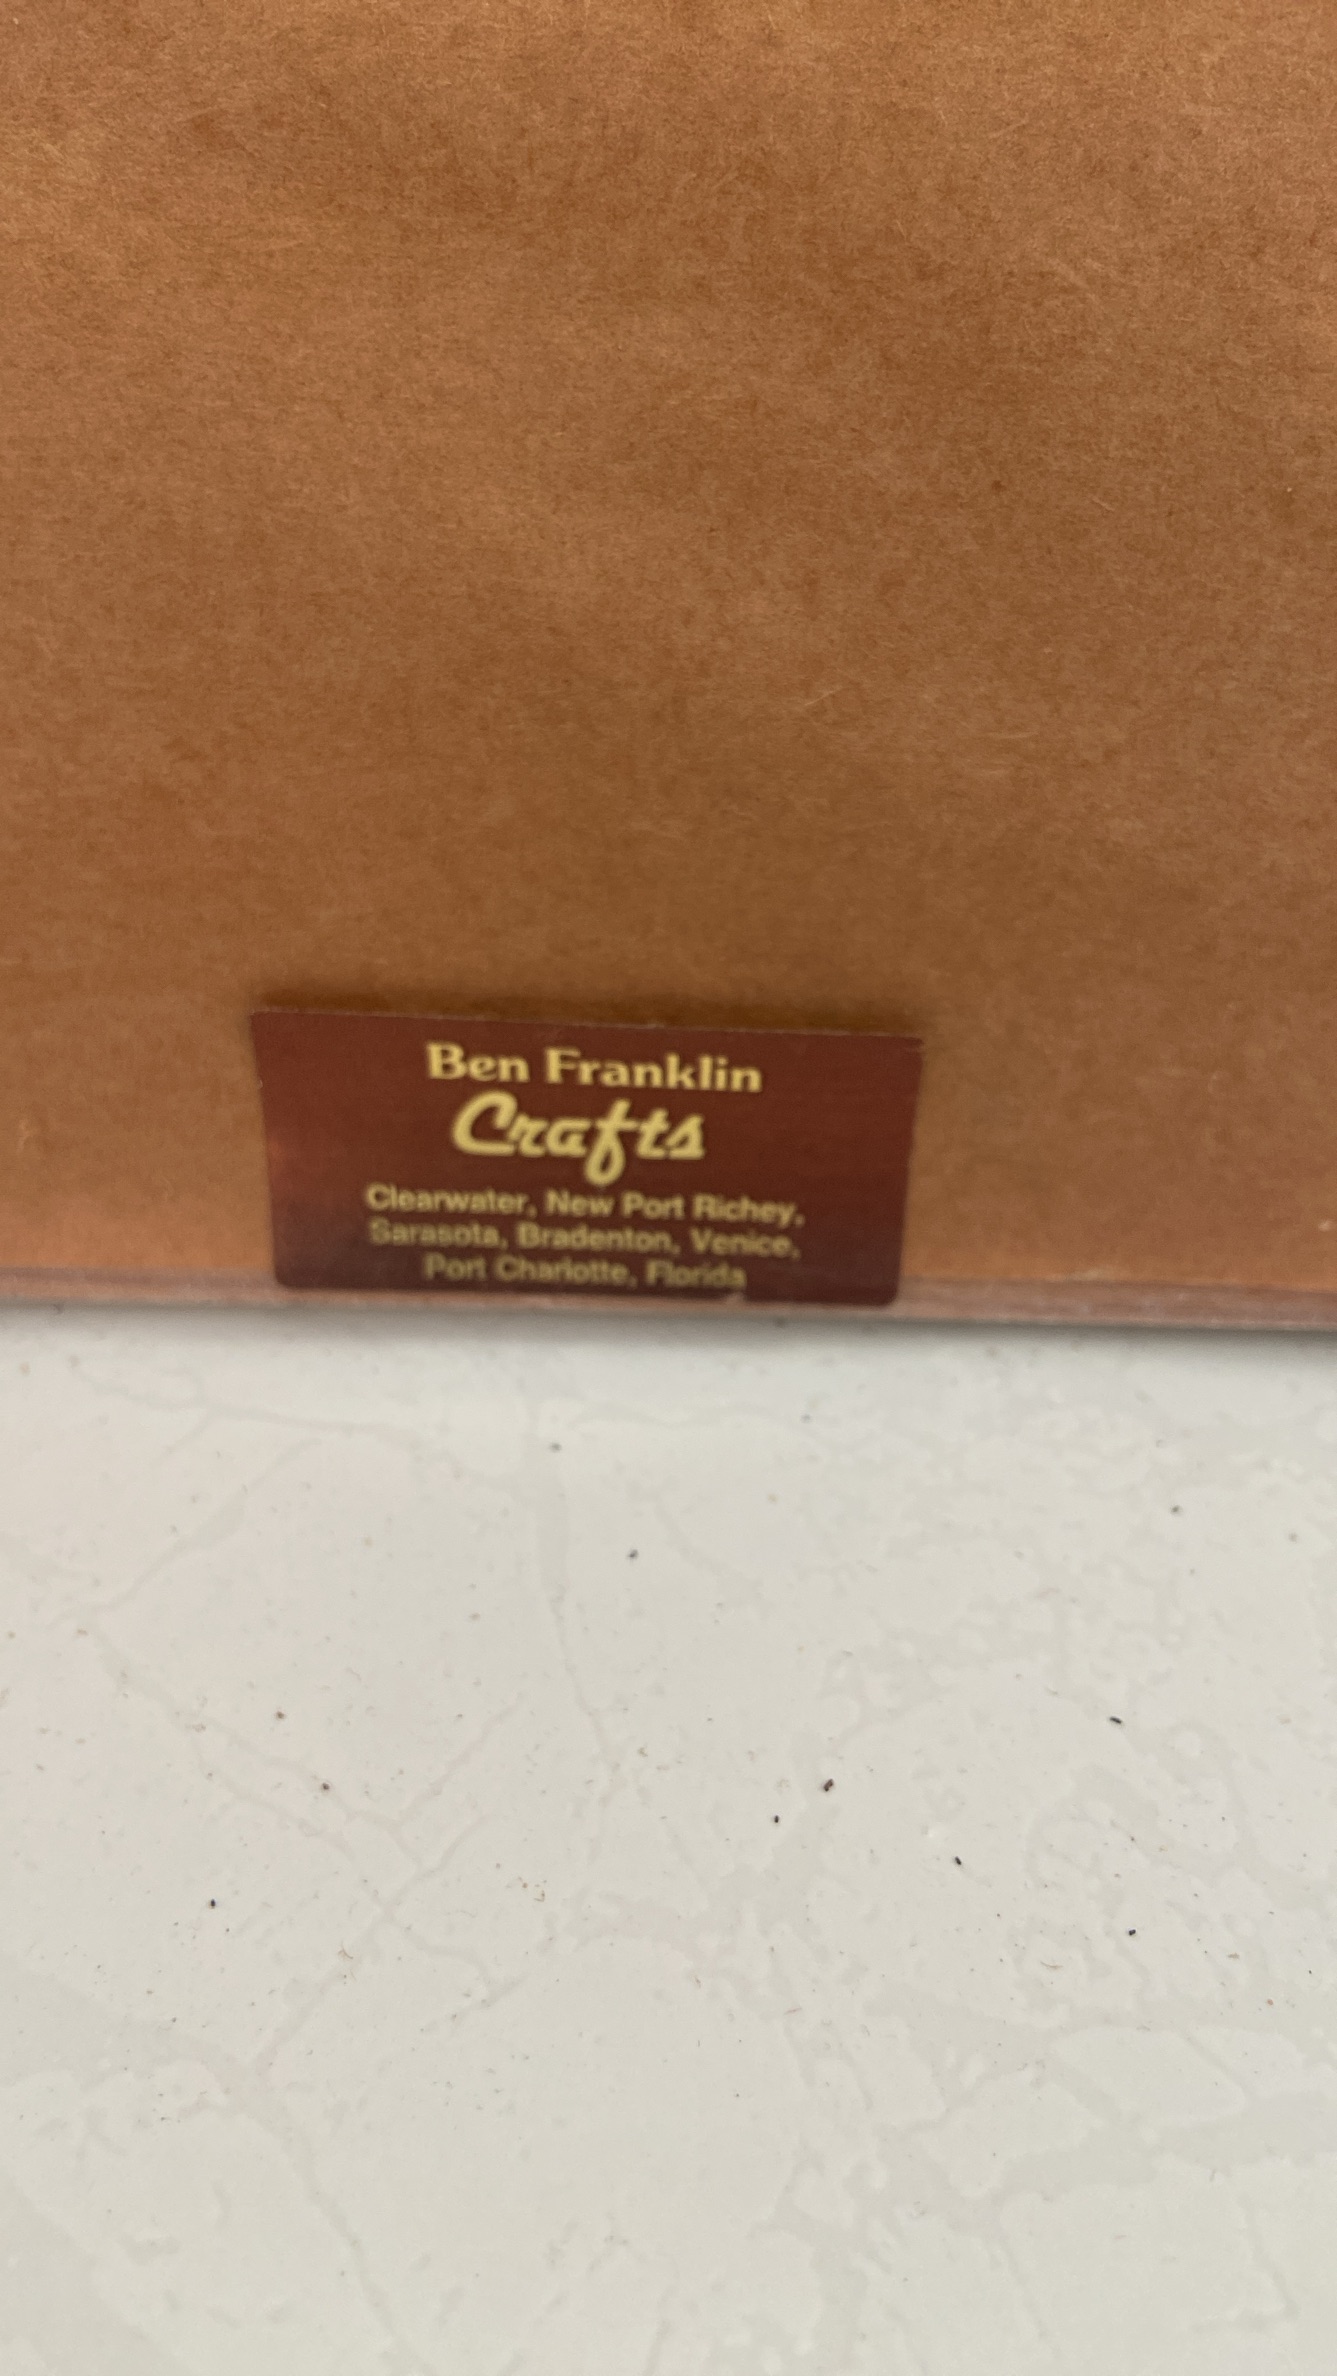 Ben Franklin
Crafts
Clearwater, New Port Richey,
Sarasota, Bradenton, Venice,
Port Charlotte, Florida